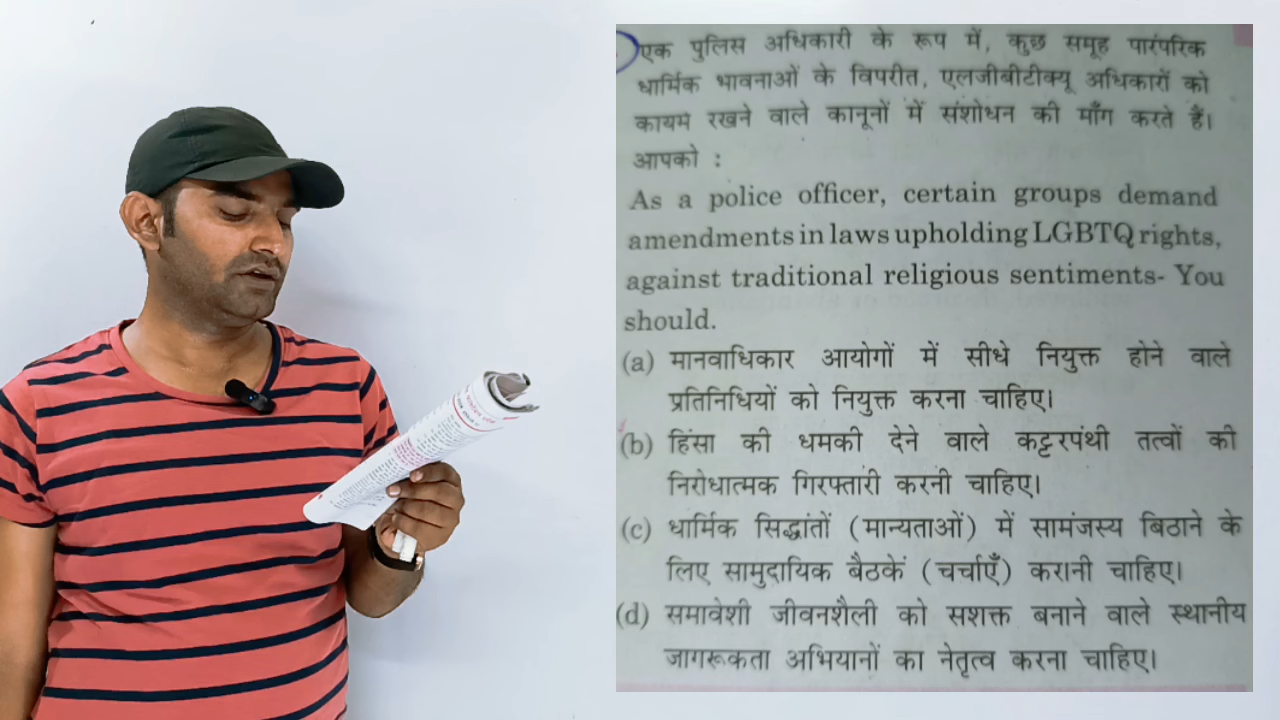 एक पुलिस अधिकारी के रूप में, कुछ समूह पारंपरिक
धार्मिक भावनाओं के विपरीत, एलजीबीटीक्यू अधिकारों को
कायम रखने वाले कानूनों में संशोधन की माँग करते हैं।
आपको :
As a police officer, certain groups demand
amendments in laws upholding LGBTQ rights,
against traditional religious sentiments- You
should.
(a) मानवाधिकार आयोगों में सीधे नियुक्त होने वाले
प्रतिनिधियों को नियुक्त करना चाहिए।
(b) हिंसा की धमकी देने वाले कट्टरपंथी तत्वों की
निरोधात्मक गिरफ्तारी करनी चाहिए।
(c) धार्मिक सिद्धांतों (मान्यताओं) में सामंजस्य बिठाने के
लिए सामुदायिक बैठकें (चर्चाएँ) करानी चाहिए।
(d) समावेशी जीवनशैली को सशक्त बनाने वाले स्थानीय
जागरूकता अभियानों का नेतृत्व करना चाहिए।